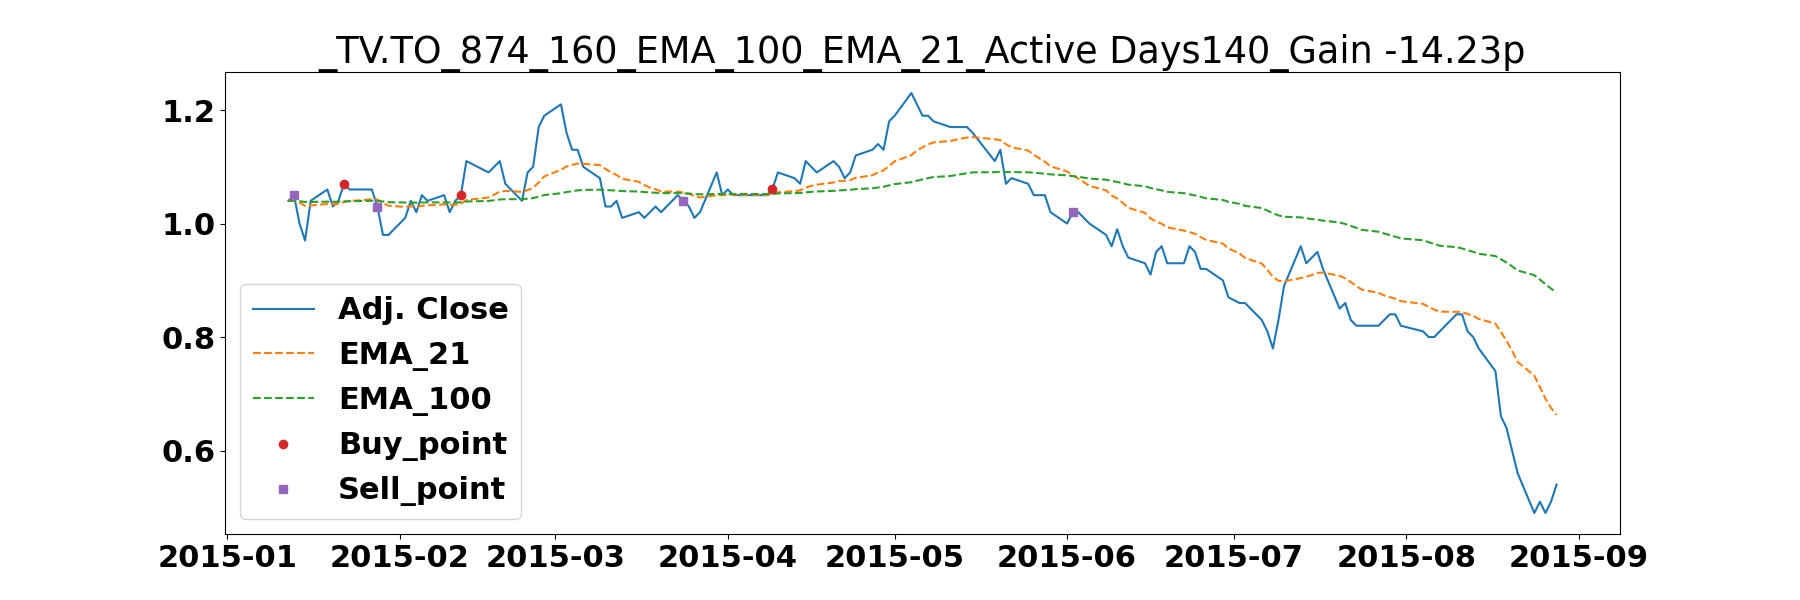 _TV.TO_874_160_EMA_100_EMA_21_Active Days140_Gain -14.23p
1.2
1.0
0.8
0.6
Adj. Close
EMA_21
EMA_100
Buy_point
Sell_point
2015-01 2015-02 2015-03 2015-04 2015-05 2015-06 2015-07 2015-08 2015-09